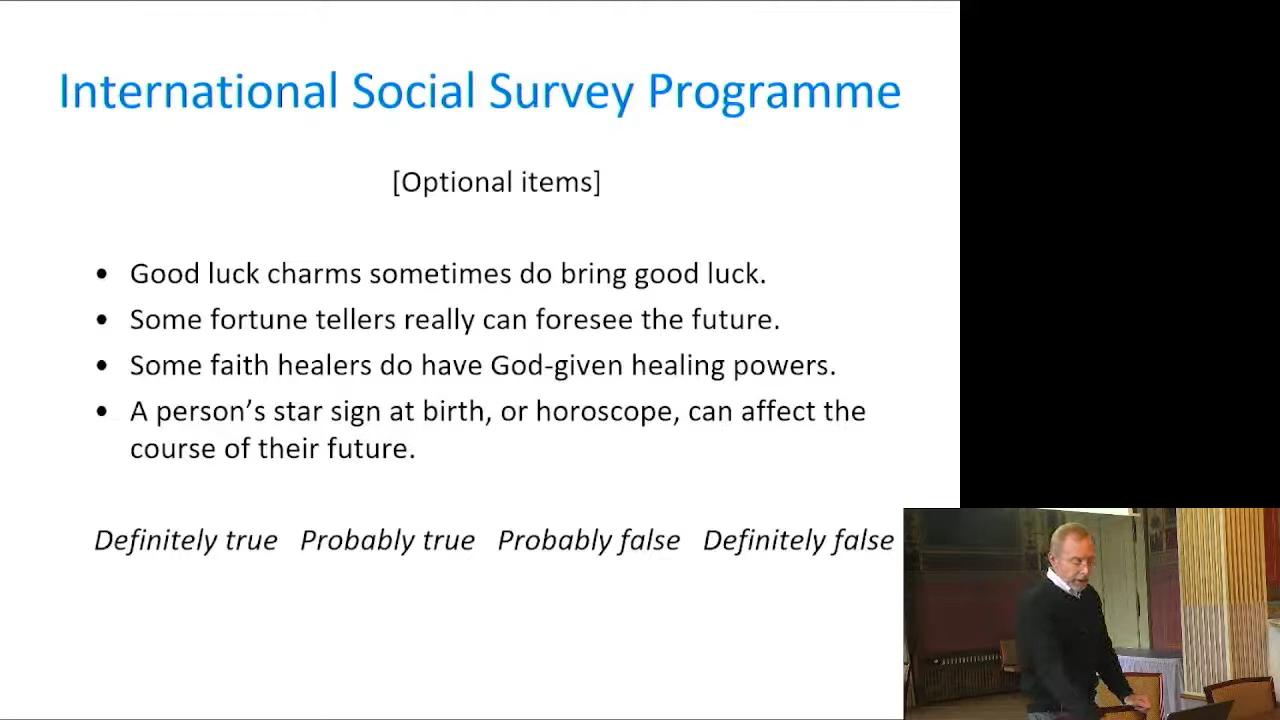 International Social Survey Programme
[Optional items]
• Good luck charms sometimes do bring good luck.
• Some fortune tellers really can foresee the future.
• Some faith healers do have God-given healing powers.
• A person’s star sign at birth, or horoscope, can affect the
course of their future.
Definitely true Probably true Probably false Definitely false